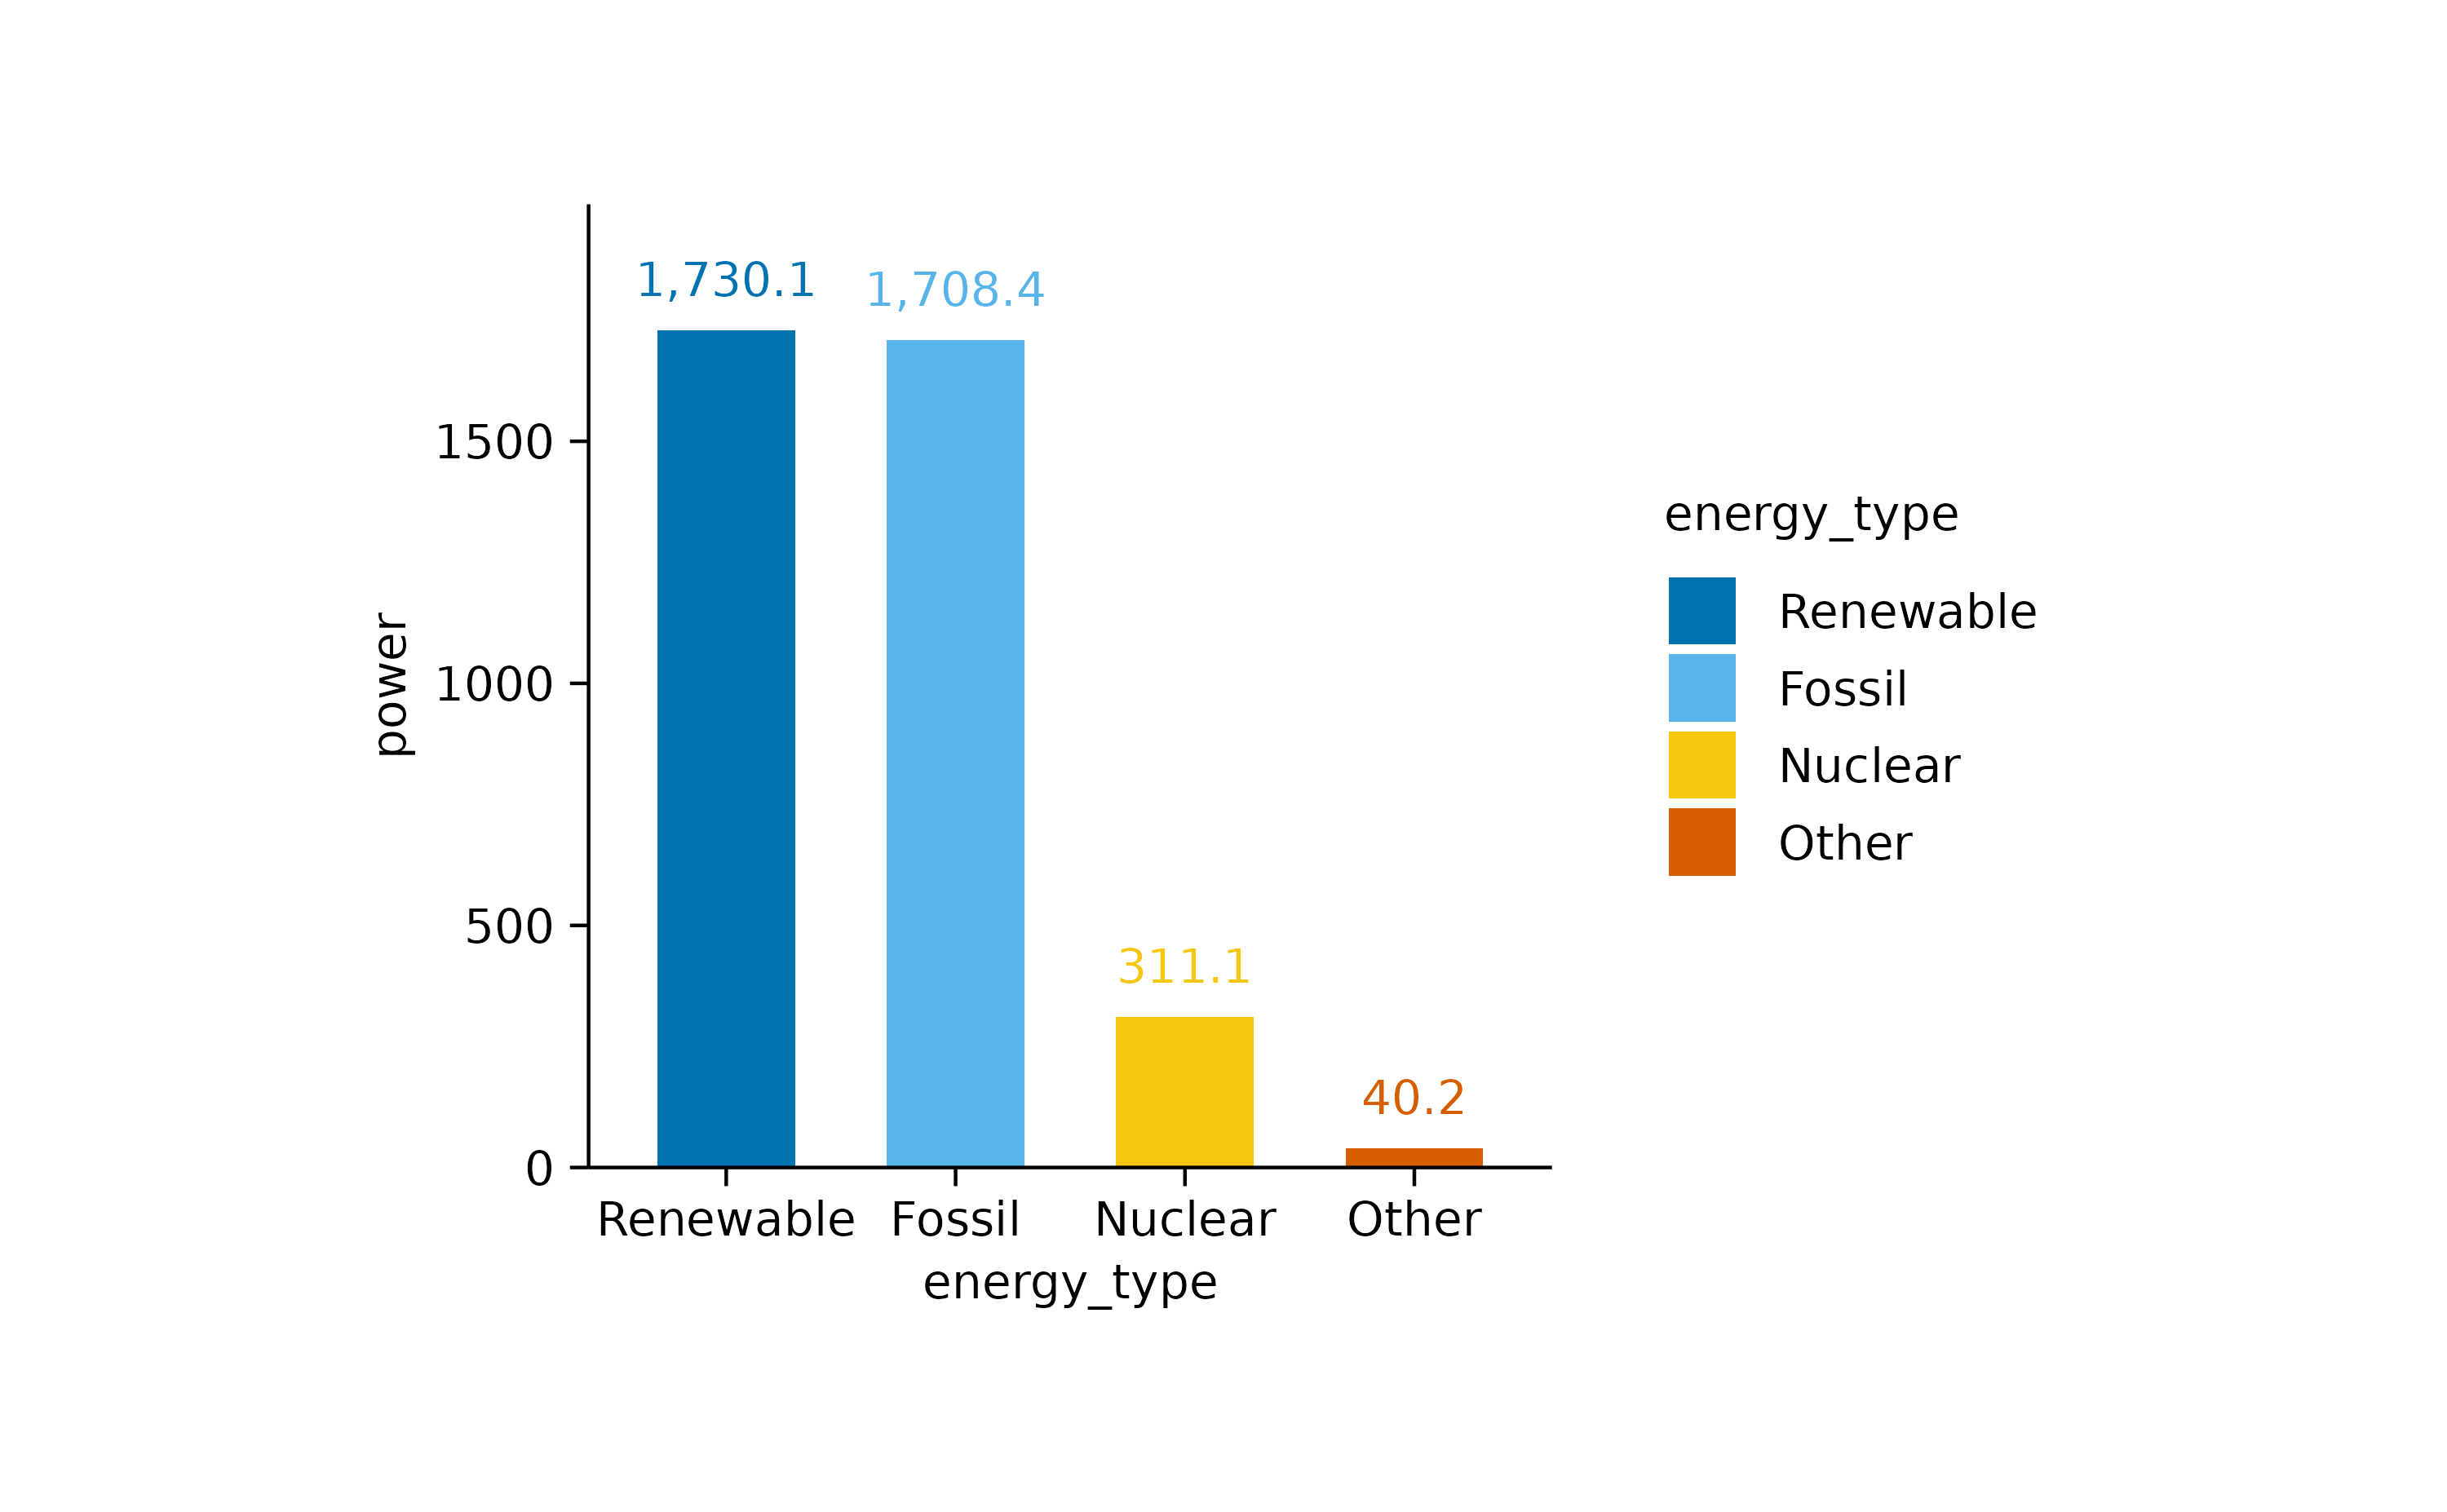 1,730.1
1,708.4
311.1
40.2
1500
1000
500
0
power
Renewable Fossil Nuclear Other
energy_type
energy_type
Renewable
Fossil
Nuclear
Other